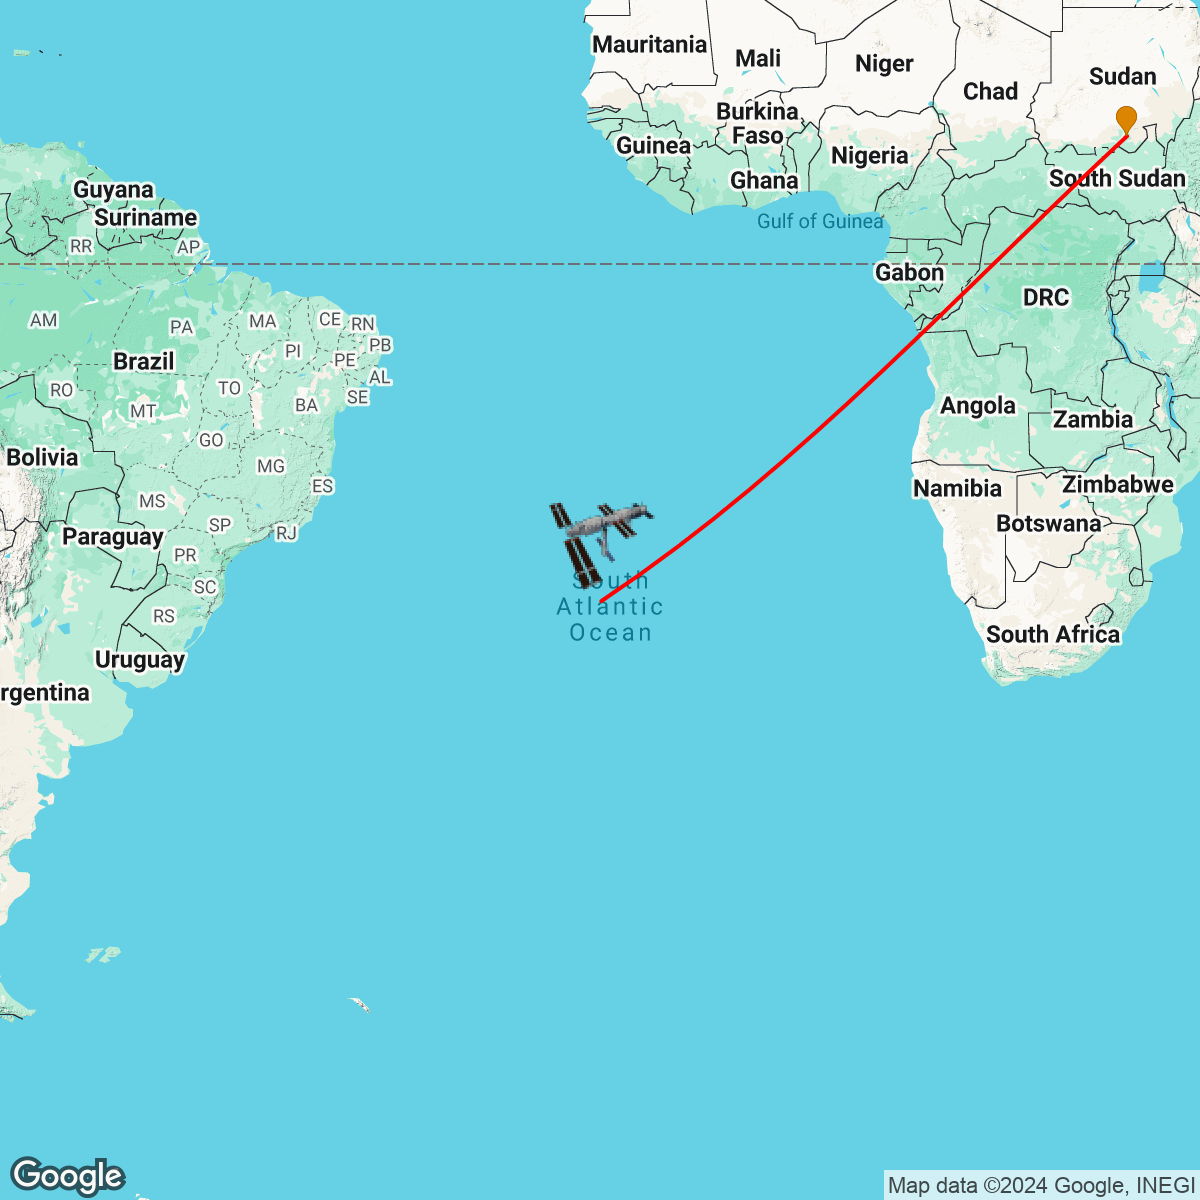 Mauritania
Mali
Niger
Sudan
Chad
Burkina
Faso
Guinea
Nigeria
Ghana
South Sudan
Guyana
Suriname
Gulf of Guinea
RR
AP
Gabon
DRC
AM
PA
MA
CE
RN
PB
PI
PE
Brazil
AL
RO
TO
SE
MT
BA
Angola
Zambia
GO
Bolivia
MG
ES
Namibia
Zimbabwe
MS
SP
RJ
Botswana
Paraguay
PR
SC
South
Atlantic
Ocean
RS
South Africa
Uruguay
rgentina
Google
Map data ©2024 Google, INEGI